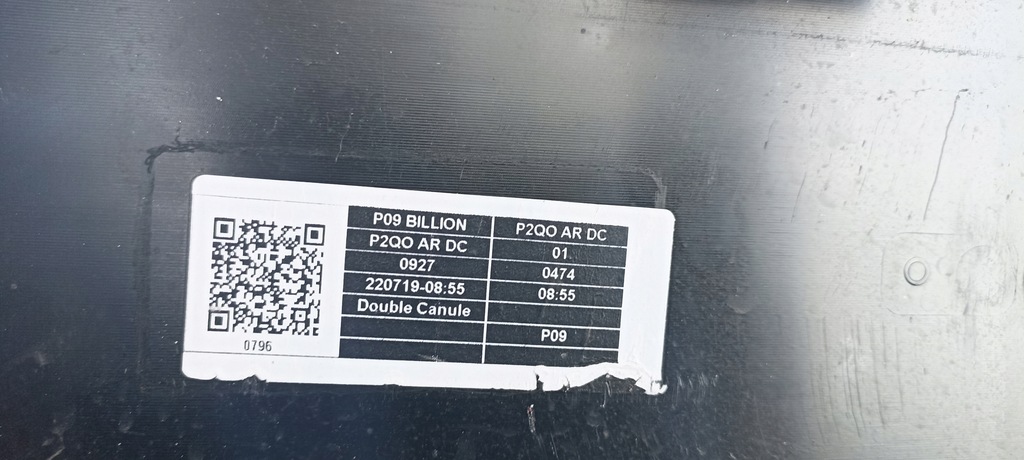 P09 BILLION P2QO AR DC
P2QO AR DC 01
0927 0474
220719-08:55 08:55
Double Canule
P09
0796